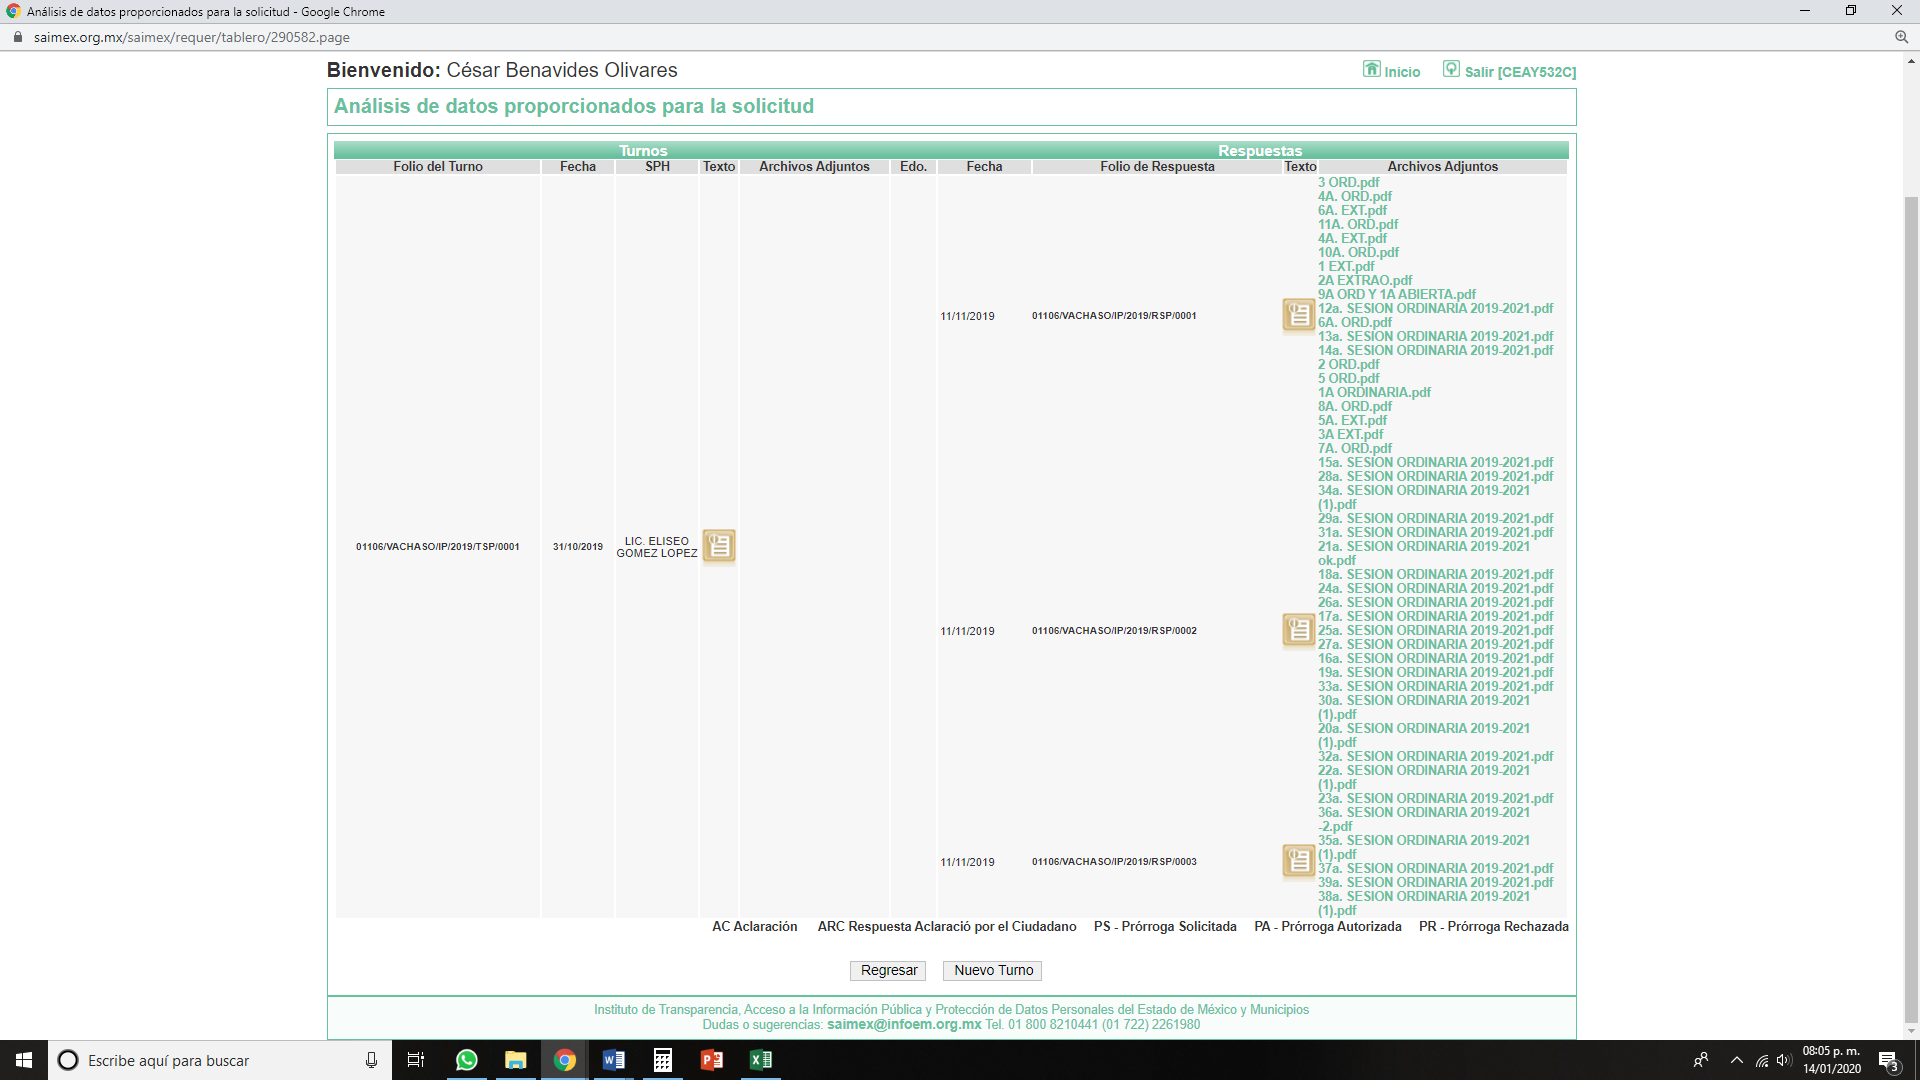 Análisis de datos proporcionados para la solicitud - Google Chrome
saimex.org.mx/saimex/requer/tablero/290582.page
Bienvenido: César Benavides Olivares
Inicio
Salir [CEAY532C]
Análisis de datos proporcionados para la solicitud
Turnos
Respuestas
Folio del Turno
Fecha
SPH
Texto
Archivos Adjuntos
Edo.
Fecha
Folio de Respuesta
Texto
Archivos Adjuntos
01106/VACHASO/IP/2019/TSP/0001
31/10/2019
LIC. ELISEO
GOMEZ LOPEZ
11/11/2019
01106/VACHASO/IP/2019/RSP/0001
3 ORD.pdf
4A. ORD.pdf
6A. EXT.pdf
11A. ORD.pdf
4A. EXT.pdf
10A. ORD.pdf
1 EXT.pdf
2A EXTRAO.pdf
9A ORD Y 1A ABIERTA.pdf
12a. SESION ORDINARIA 2019-2021.pdf
6A. ORD.pdf
13a. SESION ORDINARIA 2019-2021.pdf
14a. SESION ORDINARIA 2019-2021.pdf
2 ORD.pdf
5 ORD.pdf
1A ORDINARIA.pdf
8A. ORD.pdf
5A. EXT.pdf
3A EXT.pdf
7A. ORD.pdf
11/11/2019
01106/VACHASO/IP/2019/RSP/0002
15a. SESION ORDINARIA 2019-2021.pdf
28a. SESION ORDINARIA 2019-2021.pdf
34a. SESION ORDINARIA 2019-2021
(1).pdf
29a. SESION ORDINARIA 2019-2021.pdf
31a. SESION ORDINARIA 2019-2021.pdf
21a. SESION ORDINARIA 2019-2021
ok.pdf
18a. SESION ORDINARIA 2019-2021.pdf
24a. SESION ORDINARIA 2019-2021.pdf
26a. SESION ORDINARIA 2019-2021.pdf
17a. SESION ORDINARIA 2019-2021.pdf
25a. SESION ORDINARIA 2019-2021.pdf
27a. SESION ORDINARIA 2019-2021.pdf
16a. SESION ORDINARIA 2019-2021.pdf
19a. SESION ORDINARIA 2019-2021.pdf
33a. SESION ORDINARIA 2019-2021.pdf
30a. SESION ORDINARIA 2019-2021
(1).pdf
20a. SESION ORDINARIA 2019-2021
(1).pdf
32a. SESION ORDINARIA 2019-2021.pdf
22a. SESION ORDINARIA 2019-2021
(1).pdf
23a. SESION ORDINARIA 2019-2021.pdf
11/11/2019
01106/VACHASO/IP/2019/RSP/0003
36a. SESION ORDINARIA 2019-2021
-2.pdf
35a. SESION ORDINARIA 2019-2021
(1).pdf
37a. SESION ORDINARIA 2019-2021.pdf
39a. SESION ORDINARIA 2019-2021.pdf
38a. SESION ORDINARIA 2019-2021
(1).pdf
AC Aclaración ARC Respuesta Aclaració por el Ciudadano PS - Prórroga Solicitada PA - Prórroga Autorizada PR - Prórroga Rechazada
Regresar
Nuevo Turno
Instituto de Transparencia, Acceso a la Información Pública y Protección de Datos Personales del Estado de México y Municipios
Dudas o sugerencias: saimex@infoem.org.mx Tel. 01 800 8210441 (01 722) 2261980
Escribe aquí para buscar
08:05 p. m.
14/01/2020
3